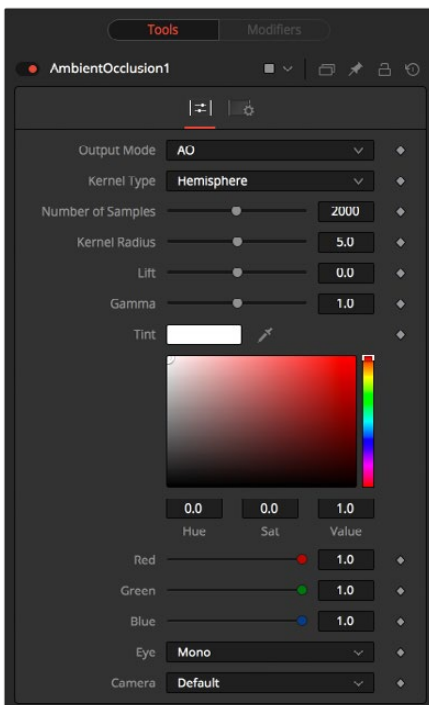 Tools Modifiers
AmbientOcclusion1
Output Mode AO
Kernel Type Hemisphere
Number of Samples 2000
Kernel Radius 5.0
Lift 0.0
Gamma 1.0
Tint
0.0 0.0 1.0
Hue Sat Value
Red 1.0
Green 1.0
Blue 1.0
Eye Mono
Camera Default